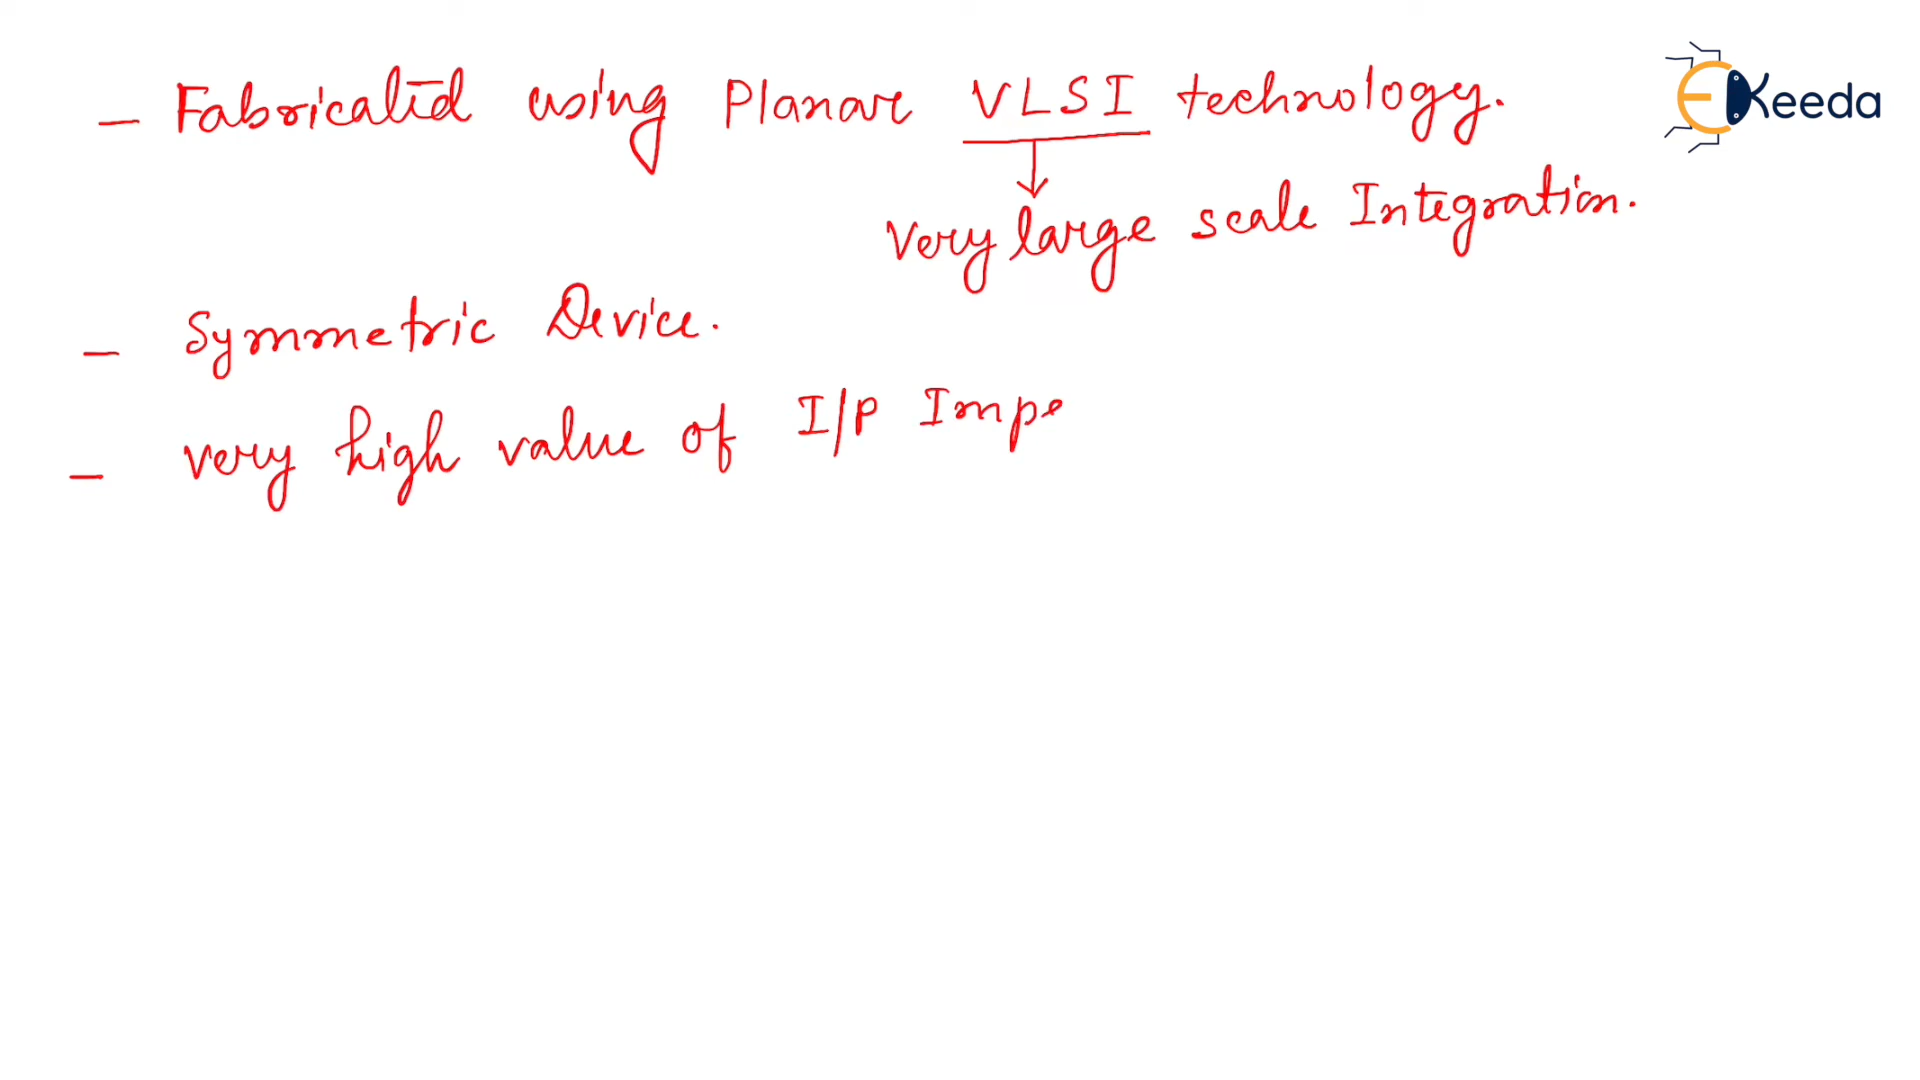 - Fabricated using Planar VLSI technology.
EKeeda
Very large scale Integration.
- Symmetric Device.
- very high value of I/P Impe